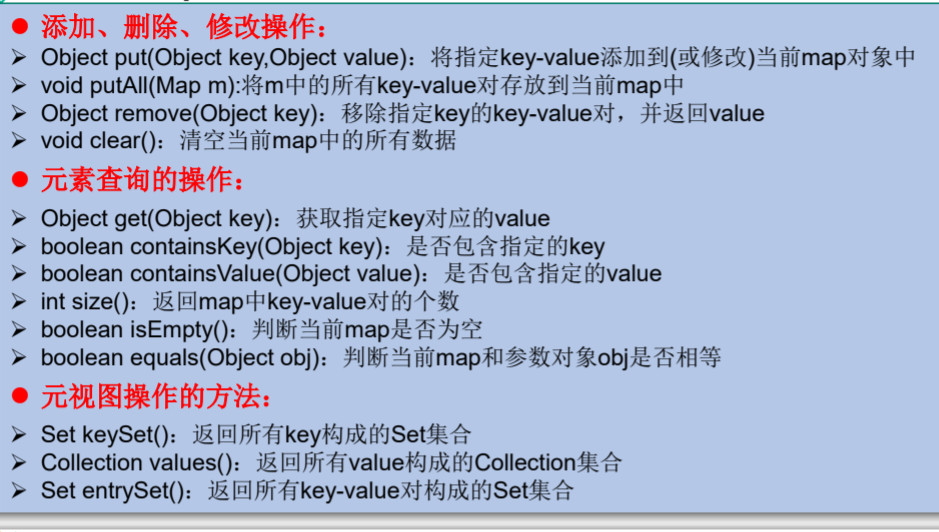 ● 添加、删除、修改操作：
➢ Object put(Object key,Object value)：将指定key-value添加到(或修改)当前map对象中
➢ void putAll(Map m):将m中的所有key-value对存放到当前map中
➢ Object remove(Object key)：移除指定key的key-value对，并返回value
➢ void clear()：清空当前map中的所有数据
● 元素查询的操作：
➢ Object get(Object key)：获取指定key对应的value
➢ boolean containsKey(Object key)：是否包含指定的key
➢ boolean containsValue(Object value)：是否包含指定的value
➢ int size()：返回map中key-value对的个数
➢ boolean isEmpty()：判断当前map是否为空
➢ boolean equals(Object obj)：判断当前map和参数对象obj是否相等
● 元视图操作的方法：
➢ Set keySet()：返回所有key构成的Set集合
➢ Collection values()：返回所有value构成的Collection集合
➢ Set entrySet()：返回所有key-value对构成的Set集合